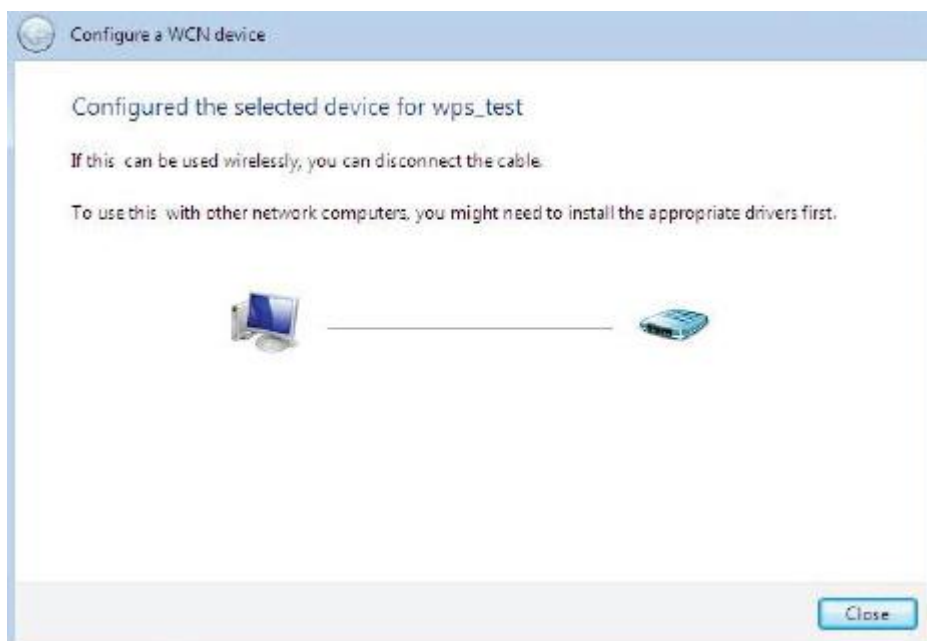 Configure a WCN device
Configured the selected device for wps_test
If this can be used wirelessly, you can disconnect the cable.
To use this with other network computers, you might need to install the appropriate drivers first.
Close